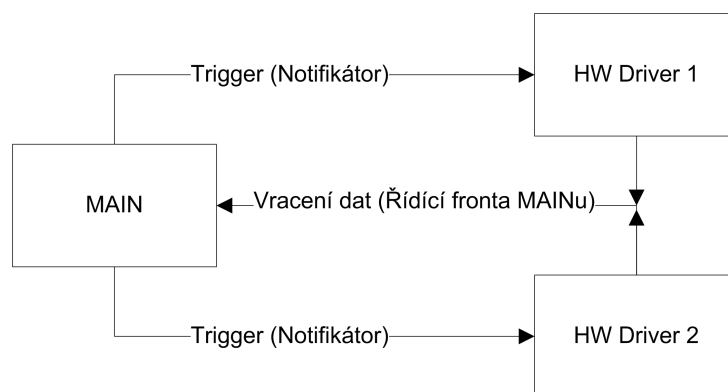 Trigger (Notifikátor)
HW Driver 1
MAIN
Vracení dat (Řídící fronta MAINu)
Trigger (Notifikátor)
HW Driver 2